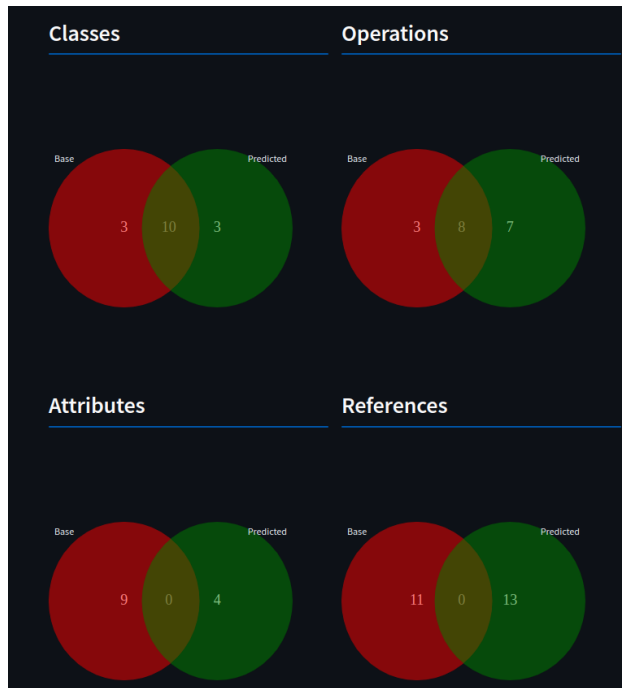 Classes
Operations
Base
Predicted
Base
Predicted
3
10
3
3
8
7
Attributes
References
Base
Predicted
Base
Predicted
9
0
4
11
0
13